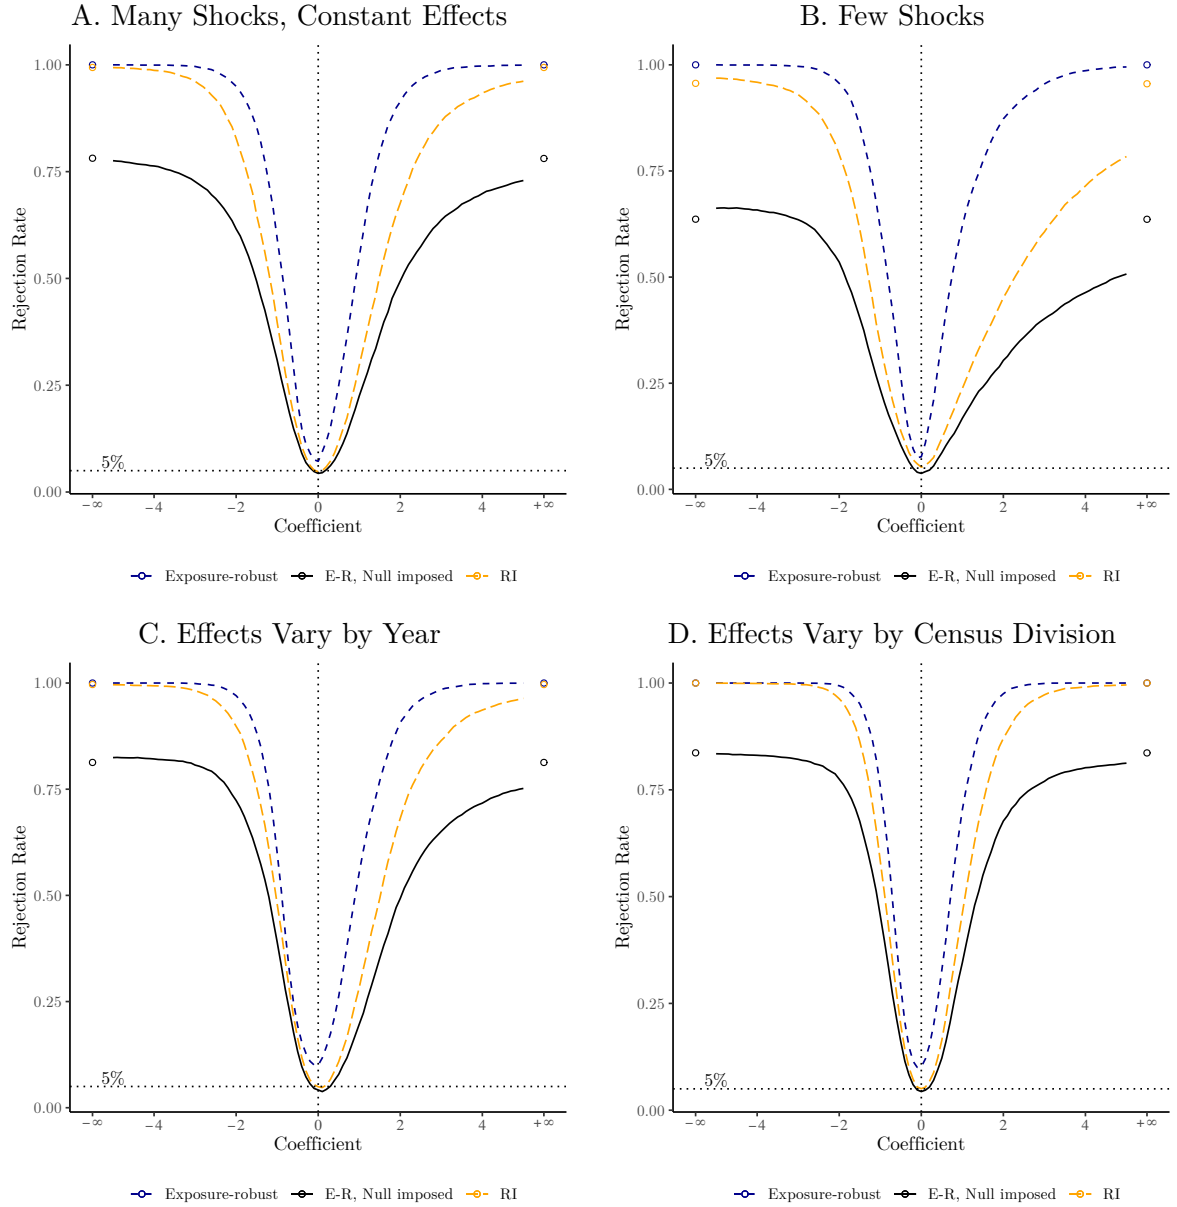 A. Many Shocks, Constant Effects
1.00
0.75
0.50
0.25
0.00
Rejection Rate
5%
−∞ −4 −2 0 2 4 +∞
Coefficient
Exposure-robust E-R, Null imposed RI
B. Few Shocks
1.00
0.75
0.50
0.25
0.00
Rejection Rate
5%
−∞ −4 −2 0 2 4 +∞
Coefficient
Exposure-robust E-R, Null imposed RI
C. Effects Vary by Year
1.00
0.75
0.50
0.25
0.00
Rejection Rate
5%
−∞ −4 −2 0 2 4 +∞
Coefficient
Exposure-robust E-R, Null imposed RI
D. Effects Vary by Census Division
1.00
0.75
0.50
0.25
0.00
Rejection Rate
5%
−∞ −4 −2 0 2 4 +∞
Coefficient
Exposure-robust E-R, Null imposed RI